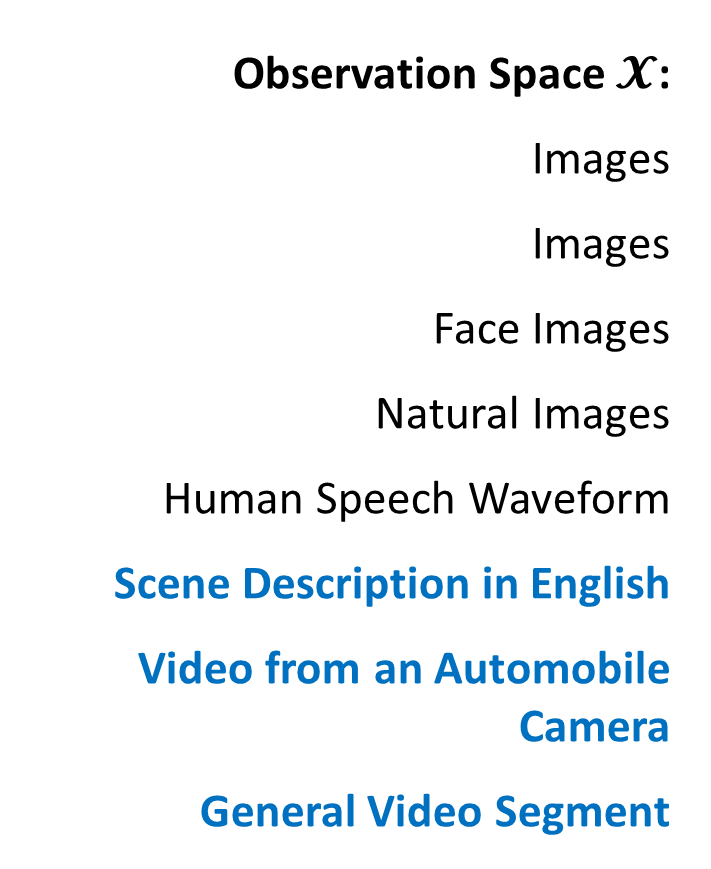 Observation Space 𝒳:
Images
Images
Face Images
Natural Images
Human Speech Waveform
Scene Description in English
Video from an Automobile
Camera
General Video Segment